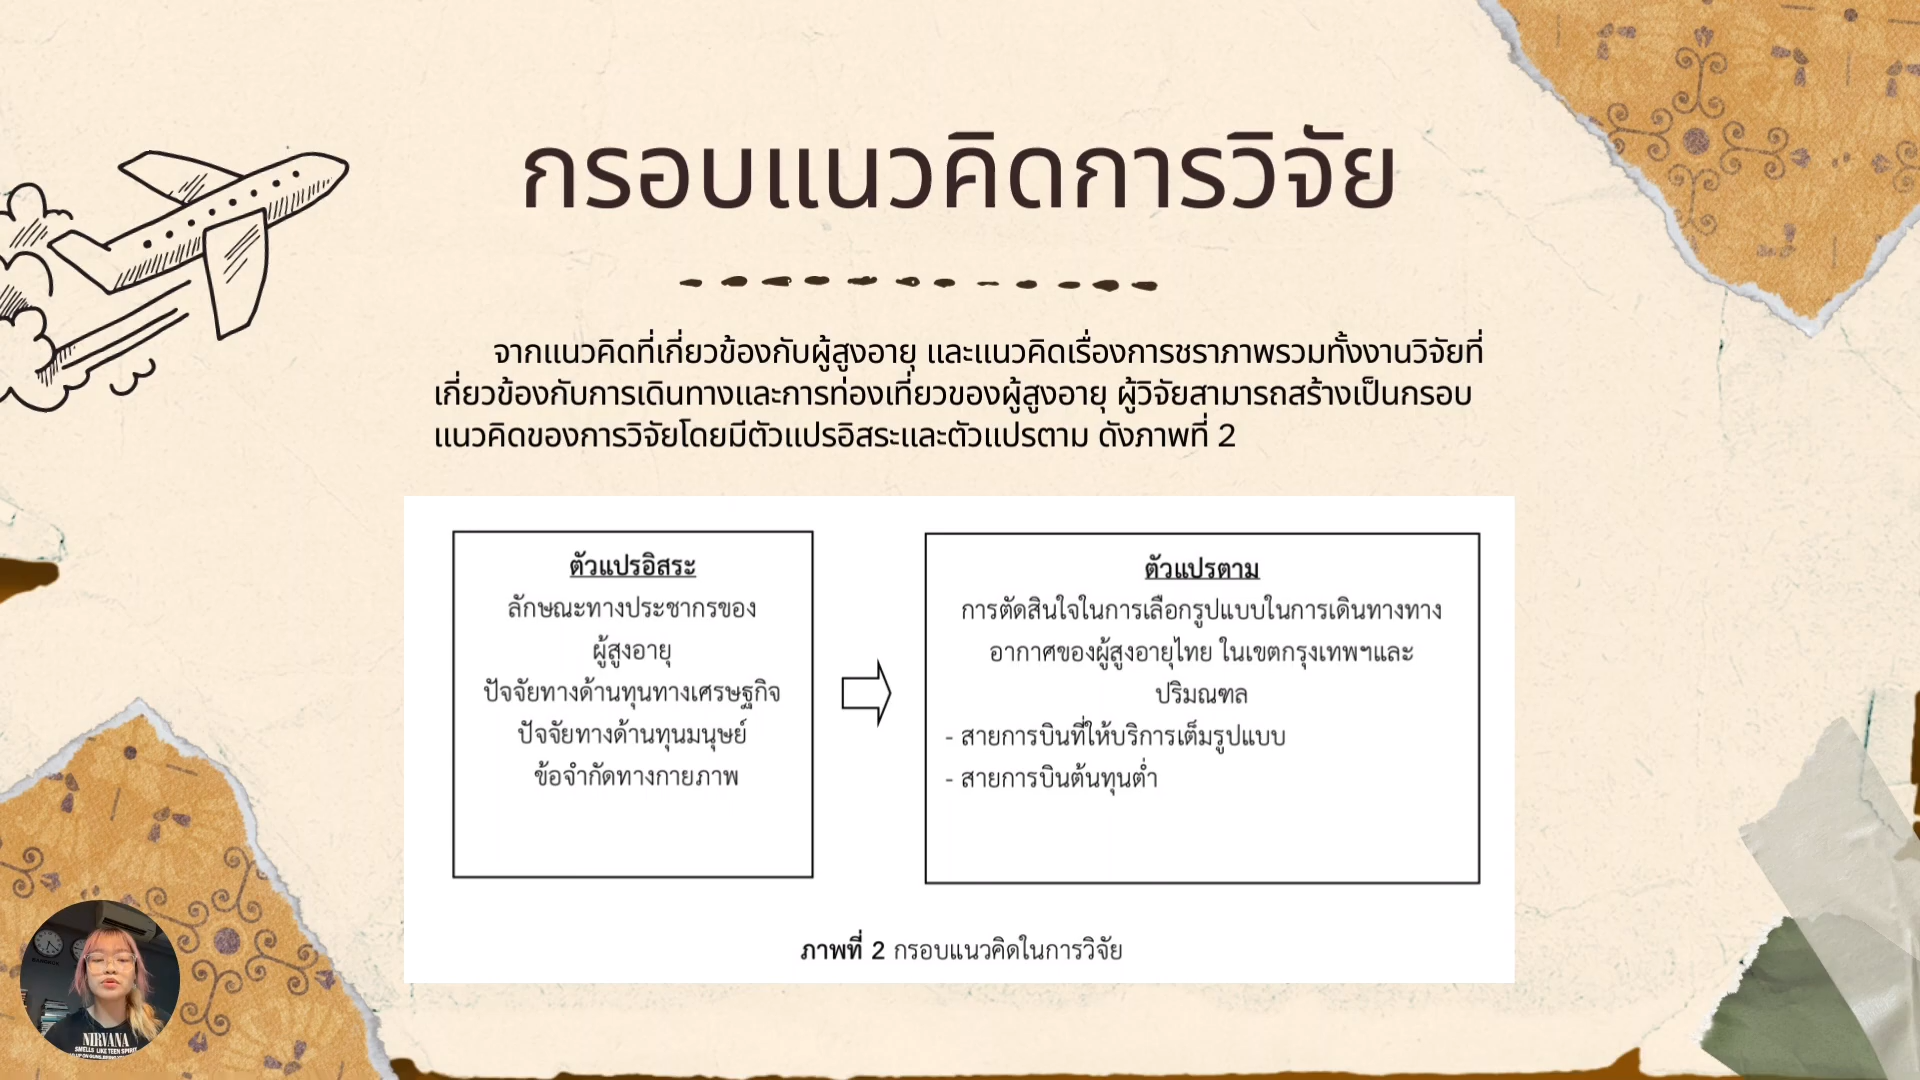 กรอบแนวคิดการวิจัย
จากแนวคิดที่เกี่ยวข้องกับผู้สูงอายุ และแนวคิดเรื่องการชราภาพรวมทั้งงานวิจัยที่
เกี่ยวข้องกับการเดินทางและการท่องเที่ยวของผู้สูงอายุ ผู้วิจัยสามารถสร้างเป็นกรอบ
แนวคิดของการวิจัยโดยมีตัวแปรอิสระและตัวแปรตาม ดังภาพที่ 2
ตัวแปรอิสระ
ลักษณะทางประชากรของ
ผู้สูงอายุ
ปัจจัยทางด้านทุนทางเศรษฐกิจ
ปัจจัยทางด้านทุนมนุษย์
ข้อจำกัดทางกายภาพ
ตัวแปรตาม
การตัดสินใจในการเลือกรูปแบบในการเดินทางทาง
อากาศของผู้สูงอายุไทย ในเขตกรุงเทพฯและ
ปริมณฑล
- สายการบินที่ให้บริการเต็มรูปแบบ
- สายการบินต้นทุนต่ำ
ภาพที่ 2 กรอบแนวคิดในการวิจัย
NIRVANA
SMELLS LIKE TEEN SPIRIT